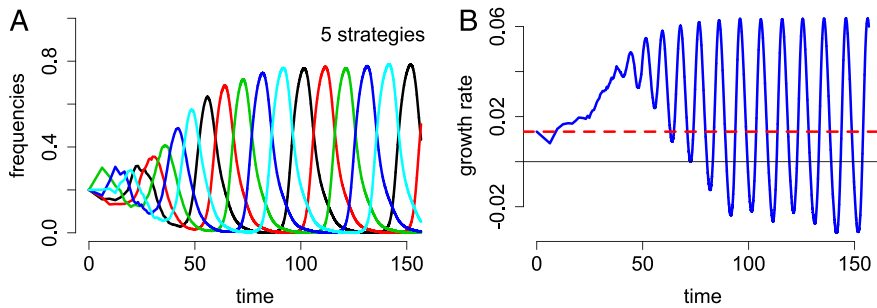 A
5 strategies
frequencies
0.0 0.4 0.8
0 50 100 150
time
B
growth rate
-0.02 0.02 0.06
0 50 100 150
time